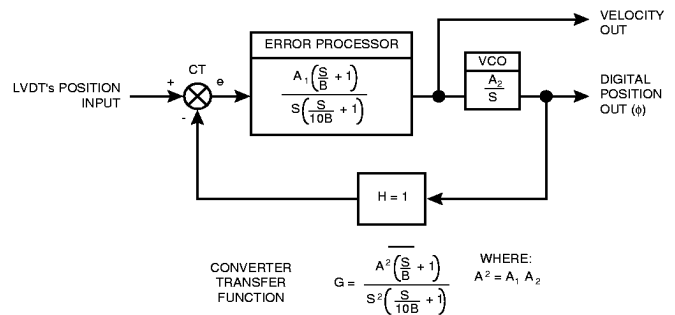 VELOCITY
OUT
ERROR PROCESSOR
A₁(S/B + 1)
S(S/10B + 1)
CT
+
e
-
LVDT's POSITION
INPUT
VCO
A₂
S
DIGITAL
POSITION
OUT (ϕ)
H = 1
CONVERTER
TRANSFER
FUNCTION
G =
A²(S/B + 1)
S²(S/10B + 1)
WHERE:
A² = A₁ A₂